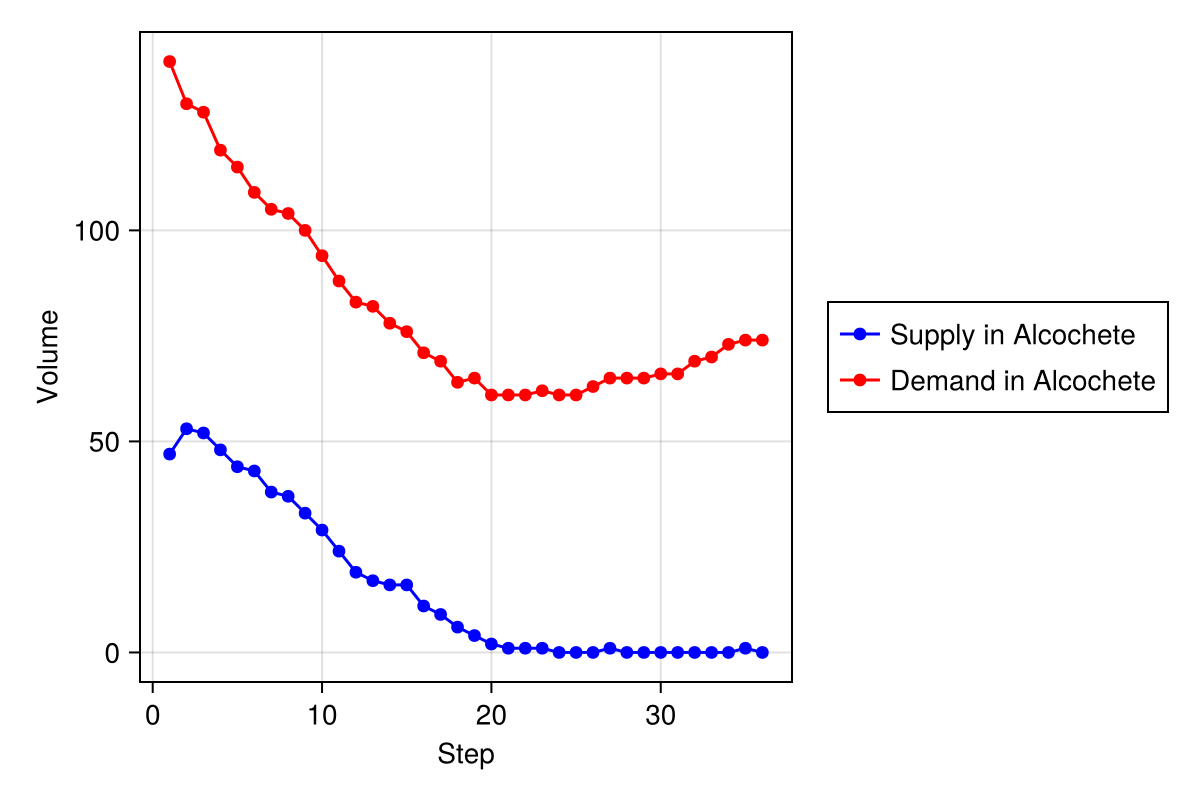 100
50
0
0 10 20 30
Volume
Step
Supply in Alcochete
Demand in Alcochete